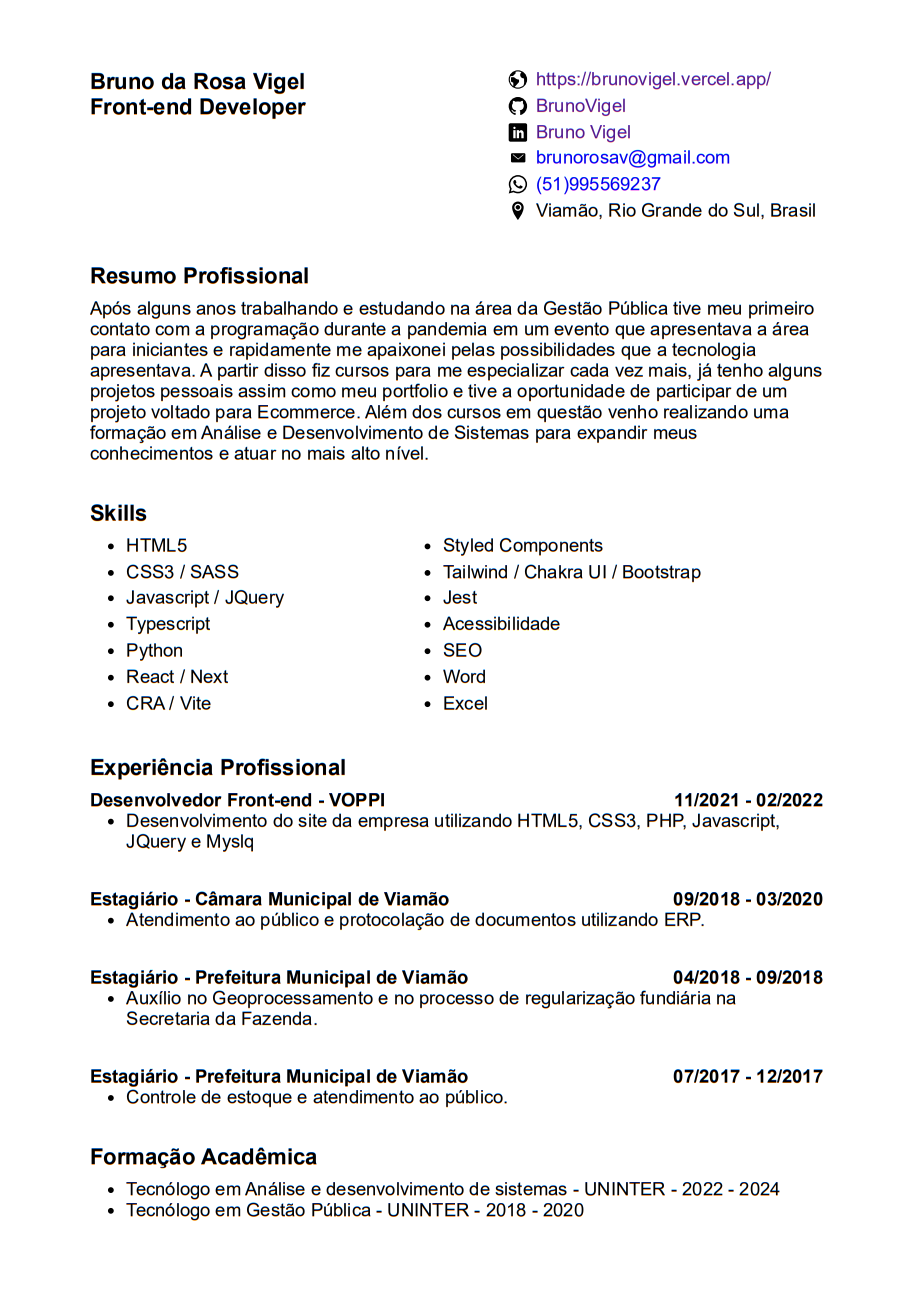 Bruno da Rosa Vigel
Front-end Developer
https://brunovigel.vercel.app/
BrunoVigel
Bruno Vigel
brunorosav@gmail.com
(51)995569237
Viamão, Rio Grande do Sul, Brasil
Resumo Profissional
Após alguns anos trabalhando e estudando na área da Gestão Pública tive meu primeiro
contato com a programação durante a pandemia em um evento que apresentava a área
para iniciantes e rapidamente me apaixonei pelas possibilidades que a tecnologia
apresentava. A partir disso fiz cursos para me especializar cada vez mais, já tenho alguns
projetos pessoais assim como meu portfolio e tive a oportunidade de participar de um
projeto voltado para Ecommerce. Além dos cursos em questão venho realizando uma
formação em Análise e Desenvolvimento de Sistemas para expandir meus
conhecimentos e atuar no mais alto nível.
Skills
• HTML5
• CSS3 / SASS
• Javascript / JQuery
• Typescript
• Python
• React / Next
• CRA / Vite
• Styled Components
• Tailwind / Chakra UI / Bootstrap
• Jest
• Acessibilidade
• SEO
• Word
• Excel
Experiência Profissional
Desenvolvedor Front-end - VOPPI 11/2021 - 02/2022
• Desenvolvimento do site da empresa utilizando HTML5, CSS3, PHP, Javascript,
JQuery e Myslq
Estagiário - Câmara Municipal de Viamão 09/2018 - 03/2020
• Atendimento ao público e protocolação de documentos utilizando ERP.
Estagiário - Prefeitura Municipal de Viamão 04/2018 - 09/2018
• Auxílio no Geoprocessamento e no processo de regularização fundiária na
Secretaria da Fazenda.
Estagiário - Prefeitura Municipal de Viamão 07/2017 - 12/2017
• Controle de estoque e atendimento ao público.
Formação Acadêmica
• Tecnólogo em Análise e desenvolvimento de sistemas - UNINTER - 2022 - 2024
• Tecnólogo em Gestão Pública - UNINTER - 2018 - 2020